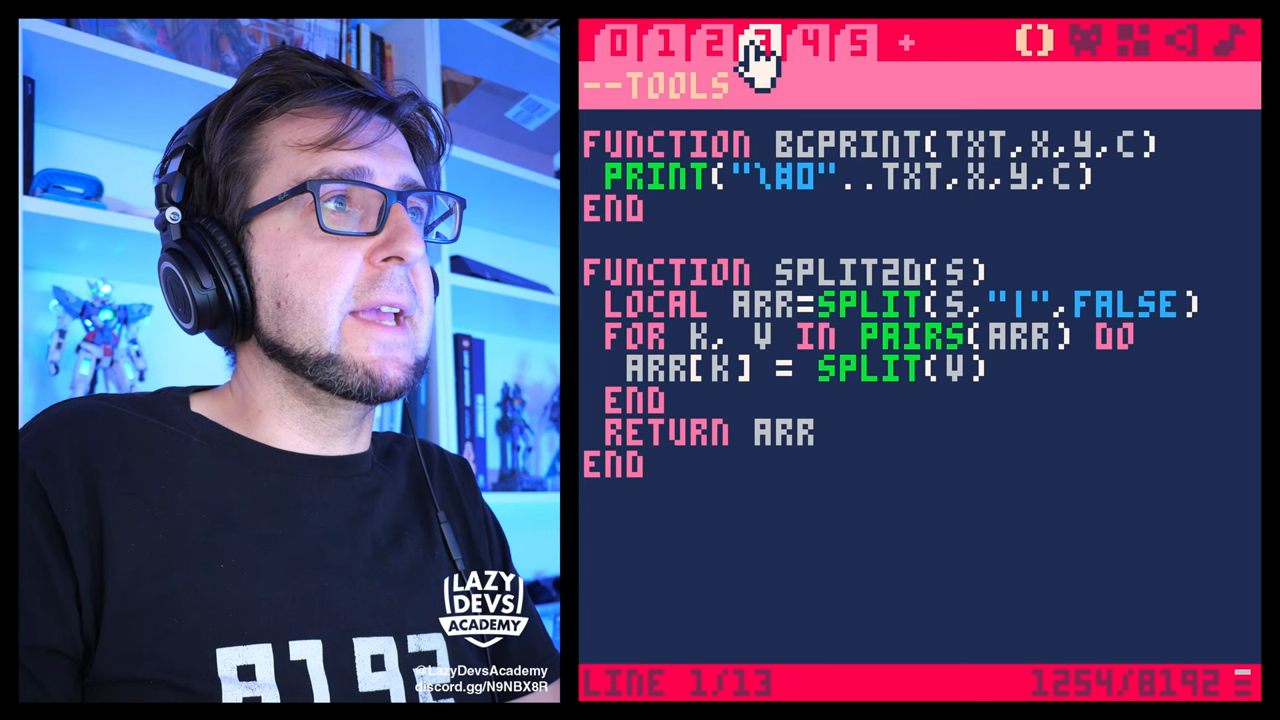 0 1 2 3 4 5 +
--TOOLS
FUNCTION BGPRINT(TXT,X,Y,C)
PRINT("\#0"..TXT,X,Y,C)
END
FUNCTION SPLIT2D(S)
LOCAL ARR=SPLIT(S,"|",FALSE)
FOR K, V IN PAIRS(ARR) DO
ARR[K] = SPLIT(V)
END
RETURN ARR
END
LINE 1/13
1254/8192
8192
LAZY
DEVS
ACADEMY
@LazyDevsAcademy
discord.gg/N9NBX8R